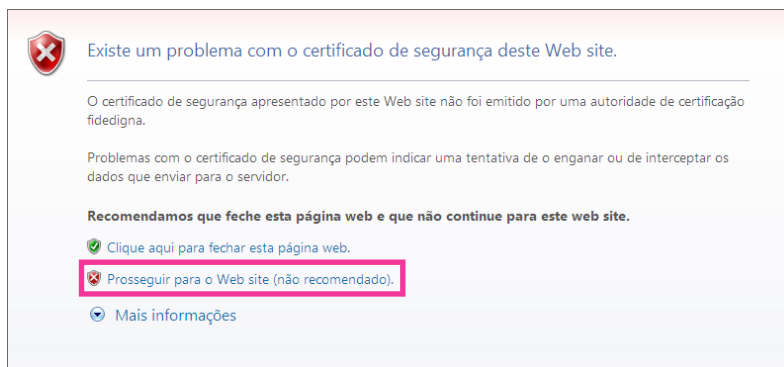 Existe um problema com o certificado de segurança deste Web site.
O certificado de segurança apresentado por este Web site não foi emitido por uma autoridade de certificação
fidedigna.
Problemas com o certificado de segurança podem indicar uma tentativa de o enganar ou de interceptar os
dados que enviar para o servidor.
Recomendamos que feche esta página web e que não continue para este web site.
Clique aqui para fechar esta página web.
Prosseguir para o Web site (não recomendado).
Mais informações